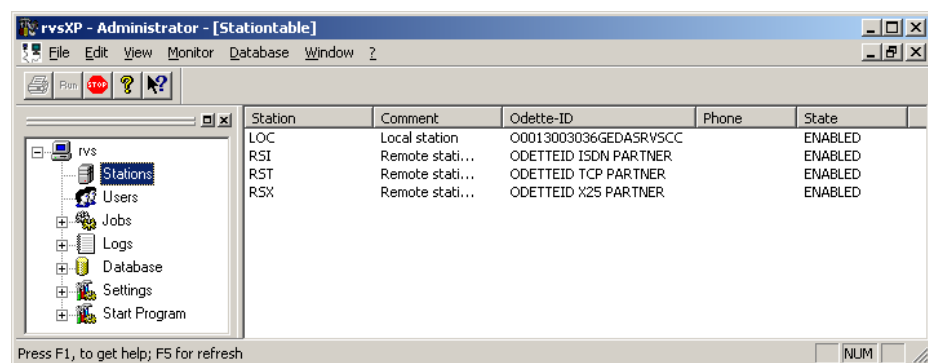 rvsXP - Administrator - [Stationtable]
File Edit View Monitor Database Window ?
Run STOP ? ?
Station Comment Odette-ID Phone State
LOC Local station O0013003036GEDASRVSCC ENABLED
RSI Remote stati... ODETTEID ISDN PARTNER ENABLED
RST Remote stati... ODETTEID TCP PARTNER ENABLED
RSX Remote stati... ODETTEID X25 PARTNER ENABLED
rvs
Stations
Users
Jobs
Logs
Database
Settings
Start Program
Press F1, to get help; F5 for refresh NUM